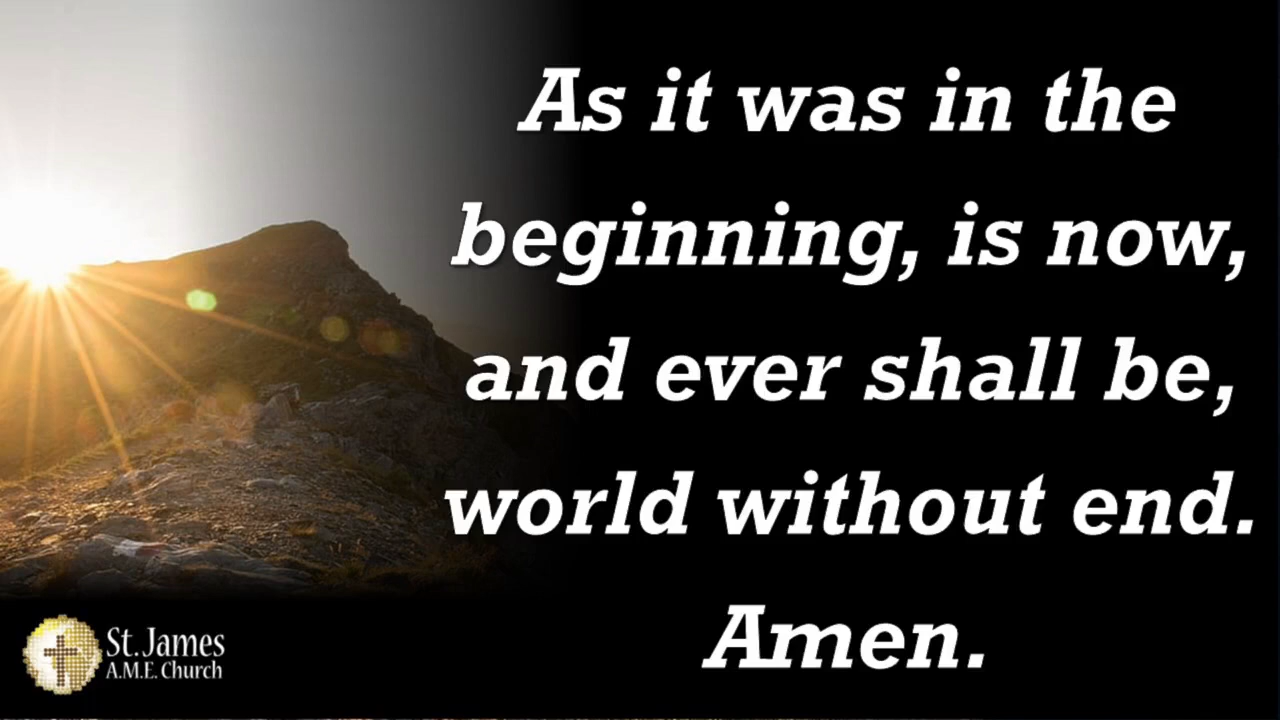 As it was in the
beginning, is now,
and ever shall be,
world without end.
Amen.
St. James
A.M.E. Church